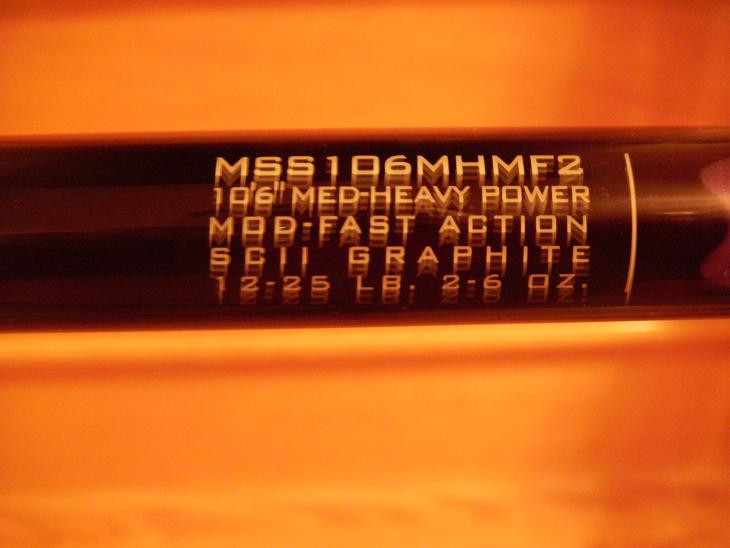 MSS106MHMF2
10'6" MED-HEAVY POWER
MOD-FAST ACTION
SCII GRAPHITE
12-25 LB. 2-6 OZ.